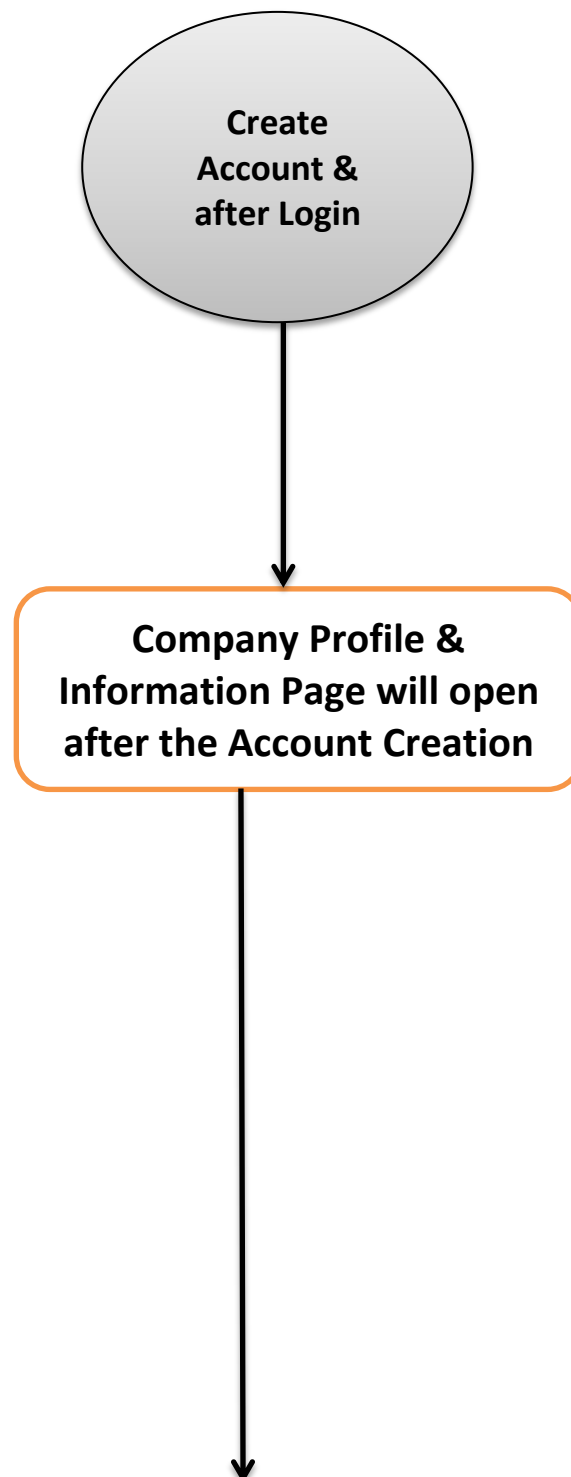 Create
Account &
after Login
Company Profile &
Information Page will open
after the Account Creation